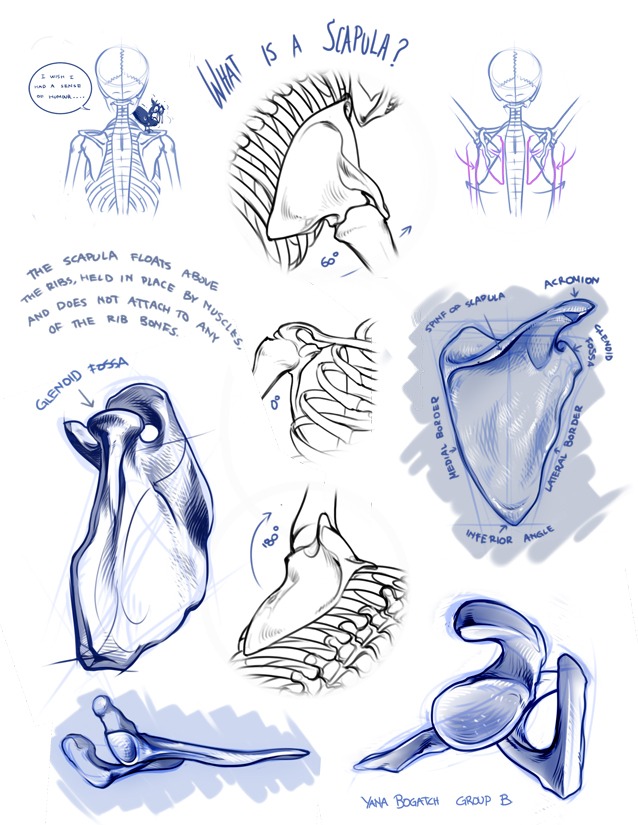 WHAT IS A SCAPULA?
I WISH I
HAD A SENSE
OF HUMOUR....
60°
THE SCAPULA FLOATS ABOVE
THE RIBS, HELD IN PLACE BY MUSCLES,
AND DOES NOT ATTACH TO ANY
OF THE RIB BONES.
ACROMION
SPINE OF SCAPULA
GLENOID
FOSSA
GLENOID FOSSA
0°
MEDIAL BORDER
LATERAL BORDER
INFERIOR ANGLE
180°
YANA BOGATCH GROUP B